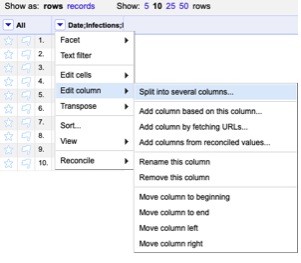 Show as: rows records Show: 5 10 25 50 rows
All Date;Infections;I
1.
2.
3.
4.
5.
6.
7.
8.
9.
10.
Facet
Text filter
Edit cells
Edit column
Transpose
Sort...
View
Reconcile
Split into several columns...
Add column based on this column...
Add column by fetching URLs...
Add columns from reconciled values...
Rename this column
Remove this column
Move column to beginning
Move column to end
Move column left
Move column right